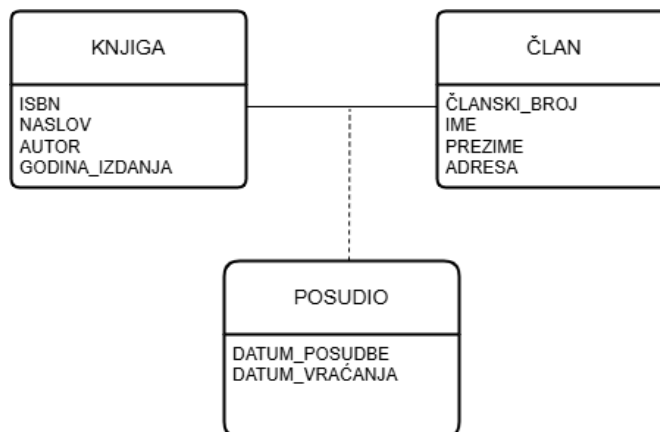 KNJIGA
ISBN
NASLOV
AUTOR
GODINA_IZDANJA
ČLAN
ČLANSKI_BROJ
IME
PREZIME
ADRESA
POSUDIO
DATUM_POSUDBE
DATUM_VRAĆANJA